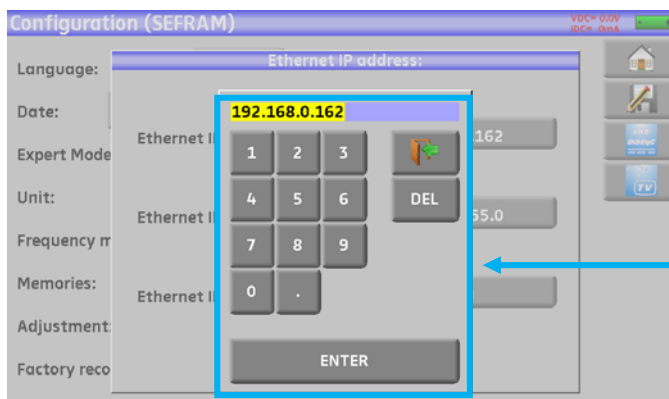 Configuration (SEFRAM)
VDC= 0.0V
IDC= 0mA
Ethernet IP address:
Language:
Date:
Expert Mode
Unit:
Frequency m
Memories:
Adjustment:
Factory reco
Ethernet I
.162
Ethernet I
55.0
Ethernet I
192.168.0.162
1 2 3
4 5 6 DEL
7 8 9
0 .
ENTER
LNB
DiSEqC
TV